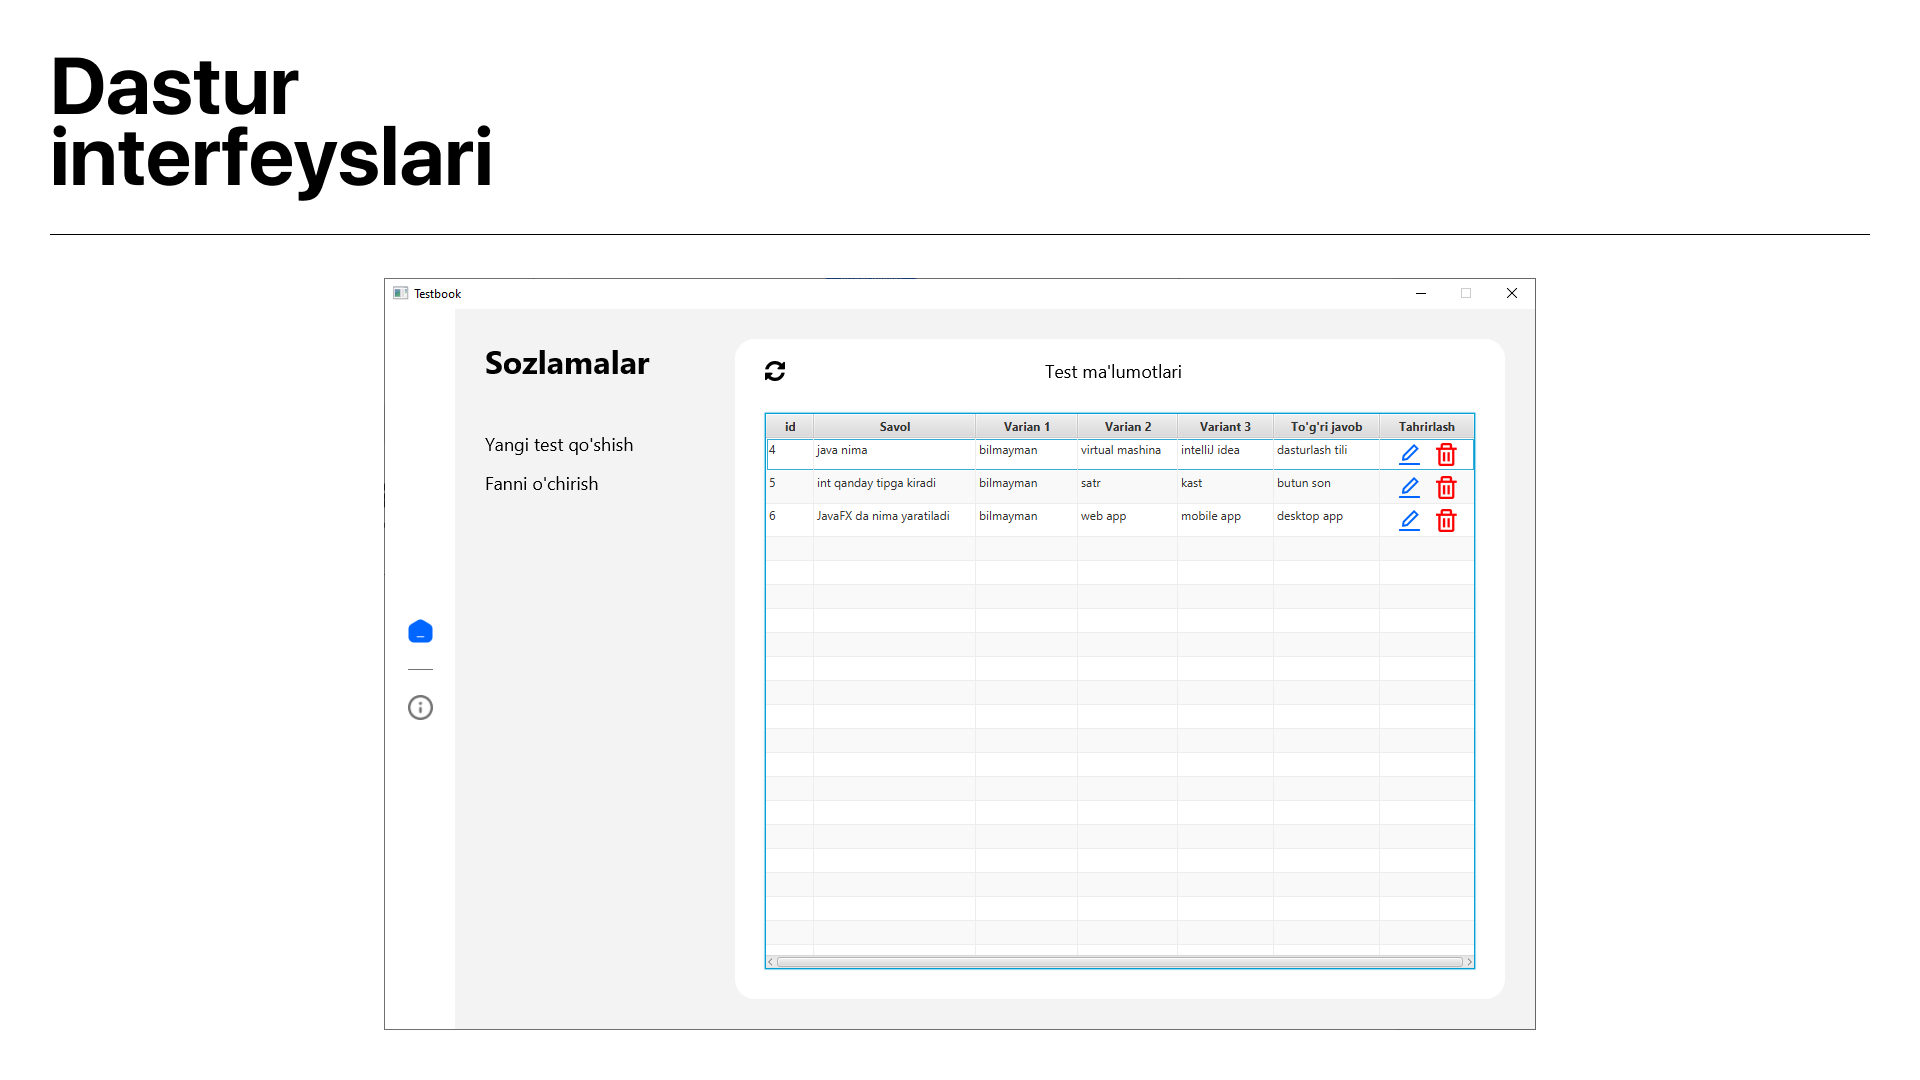 Dastur
interfeyslari
Testbook
Sozlamalar
Yangi test qo'shish
Fanni o'chirish
Test ma'lumotlari
id Savol Varian 1 Varian 2 Variant 3 To'g'ri javob Tahrirlash
4 java nima bilmayman virtual mashina intelliJ idea dasturlash tili
5 int qanday tipga kiradi bilmayman satr kast butun son
6 JavaFX da nima yaratiladi bilmayman web app mobile app desktop app